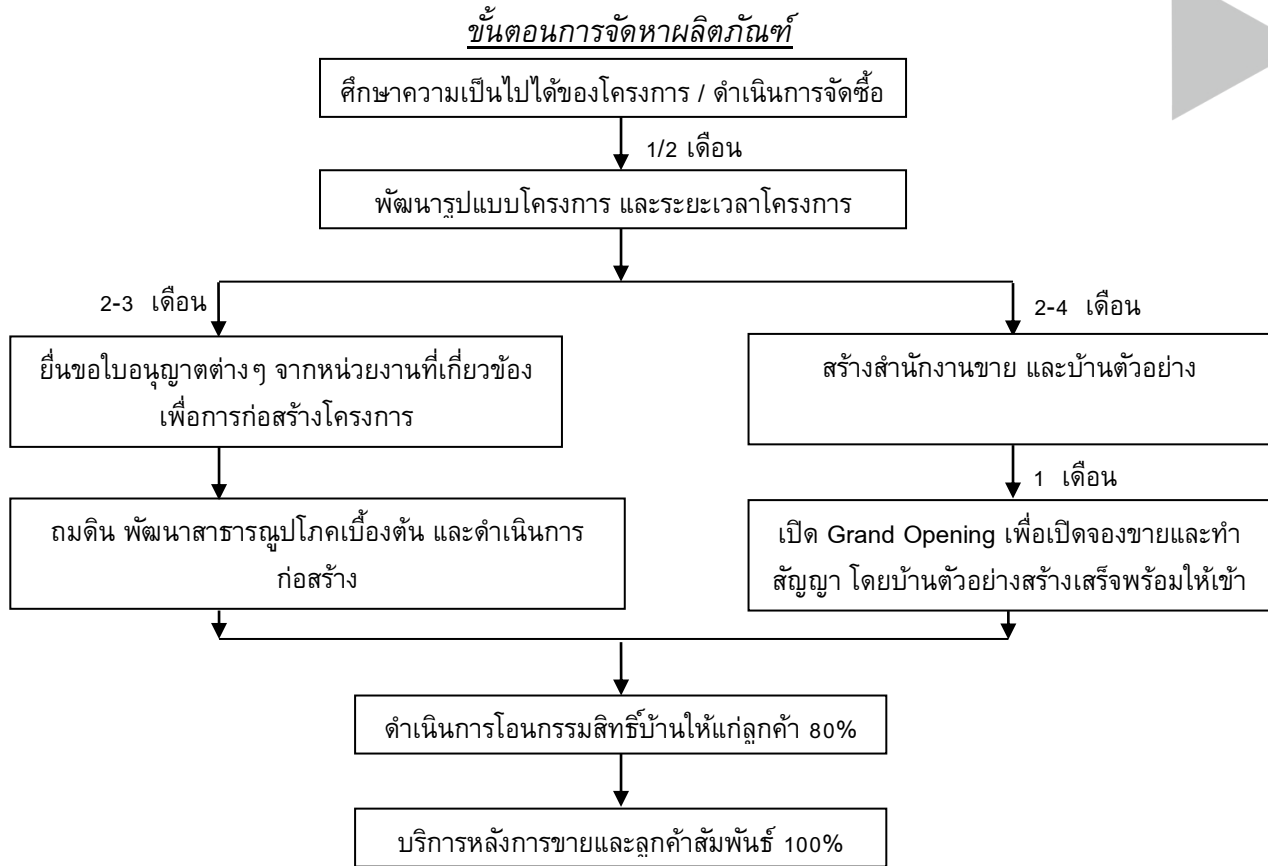 ขั้นตอนการจัดหาผลิตภัณฑ์
ศึกษาความเป็นไปได้ของโครงการ / ดำเนินการจัดซื้อ
1/2 เดือน
พัฒนารูปแบบโครงการ และระยะเวลาโครงการ
2-3 เดือน
2-4 เดือน
ยื่นขอใบอนุญาตต่างๆ จากหน่วยงานที่เกี่ยวข้อง
เพื่อการก่อสร้างโครงการ
สร้างสำนักงานขาย และบ้านตัวอย่าง
1 เดือน
ถมดิน พัฒนาสาธารณูปโภคเบื้องต้น และดำเนินการ
ก่อสร้าง
เปิด Grand Opening เพื่อเปิดจองขายและทำ
สัญญา โดยบ้านตัวอย่างสร้างเสร็จพร้อมให้เข้า
ดำเนินการโอนกรรมสิทธิ์บ้านให้แก่ลูกค้า 80%
บริการหลังการขายและลูกค้าสัมพันธ์ 100%